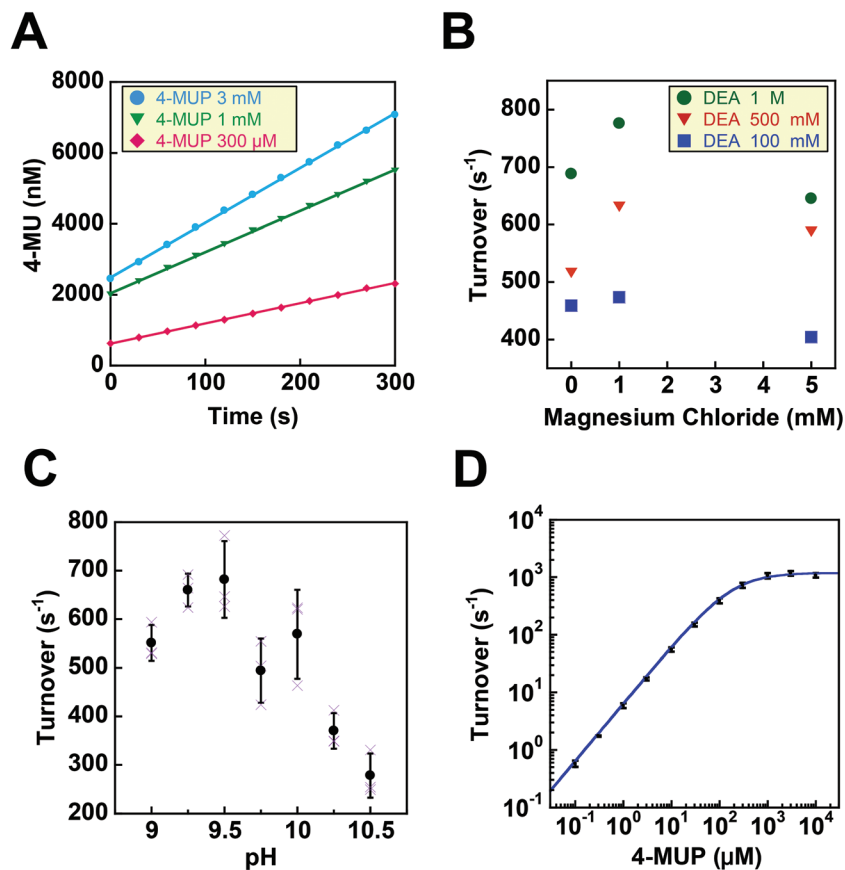 A
8000
6000
4000
2000
0
4-MU (nM)
4-MUP 3 mM
4-MUP 1 mM
4-MUP 300 µM
0 100 200 300
Time (s)
B
800
700
600
500
400
Turnover (s⁻¹)
DEA 1 M
DEA 500 mM
DEA 100 mM
0 1 2 3 4 5
Magnesium Chloride (mM)
C
800
700
600
500
400
300
200
Turnover (s⁻¹)
9 9.5 10 10.5
pH
D
10⁴
10³
10²
10¹
10⁰
10⁻¹
Turnover (s⁻¹)
10⁻¹ 10⁰ 10¹ 10² 10³ 10⁴
4-MUP (µM)